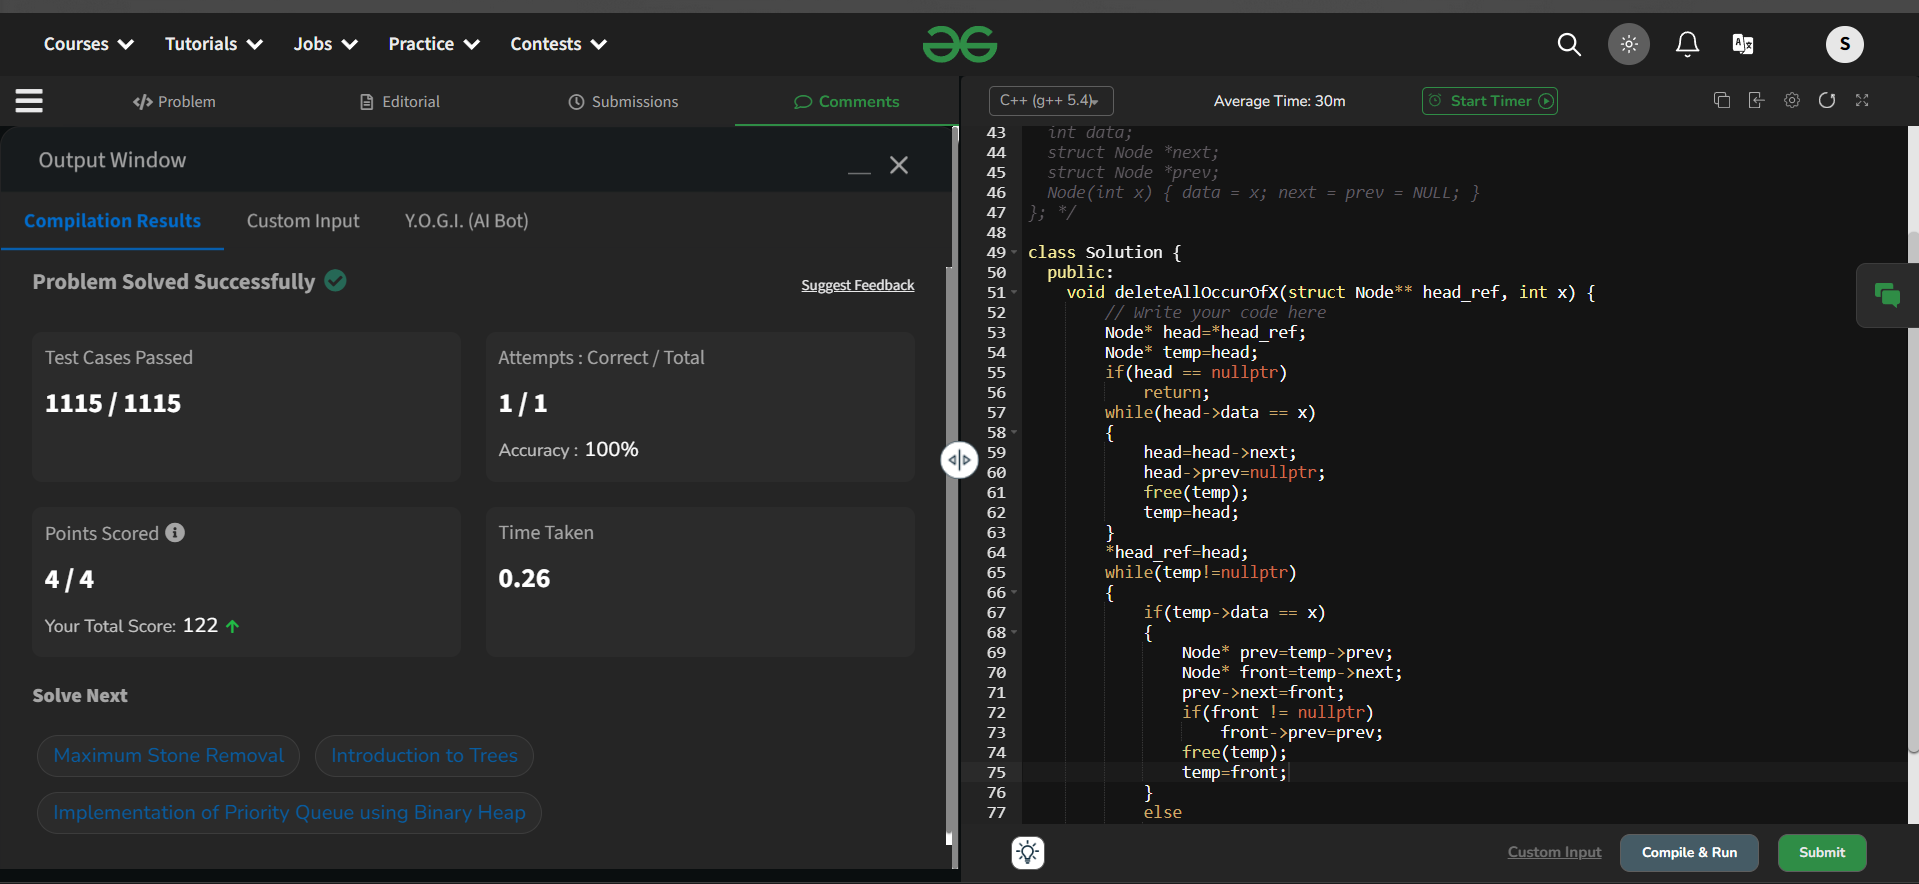 Courses Tutorials Jobs Practice Contests S
Problem Editorial Submissions Comments
C++ (g++ 5.4) Average Time: 30m Start Timer
Output Window
Compilation Results Custom Input Y.O.G.I. (AI Bot)
Problem Solved Successfully
Suggest Feedback
Test Cases Passed
1115 / 1115
Attempts : Correct / Total
1 / 1
Accuracy : 100%
Points Scored
4 / 4
Your Total Score: 122
Time Taken
0.26
Solve Next
Maximum Stone Removal Introduction to Trees
Implementation of Priority Queue using Binary Heap
43 int data;
44 struct Node *next;
45 struct Node *prev;
46 Node(int x) { data = x; next = prev = NULL; }
47 }; */
48
49 class Solution {
50 public:
51 void deleteAllOccurOfX(struct Node** head_ref, int x) {
52 // Write your code here
53 Node* head=*head_ref;
54 Node* temp=head;
55 if(head == nullptr)
56 return;
57 while(head->data == x)
58 {
59 head=head->next;
60 head->prev=nullptr;
61 free(temp);
62 temp=head;
63 }
64 *head_ref=head;
65 while(temp!=nullptr)
66 {
67 if(temp->data == x)
68 {
69 Node* prev=temp->prev;
70 Node* front=temp->next;
71 prev->next=front;
72 if(front != nullptr)
73 front->prev=prev;
74 free(temp);
75 temp=front;
76 }
77 else
Custom Input Compile & Run Submit